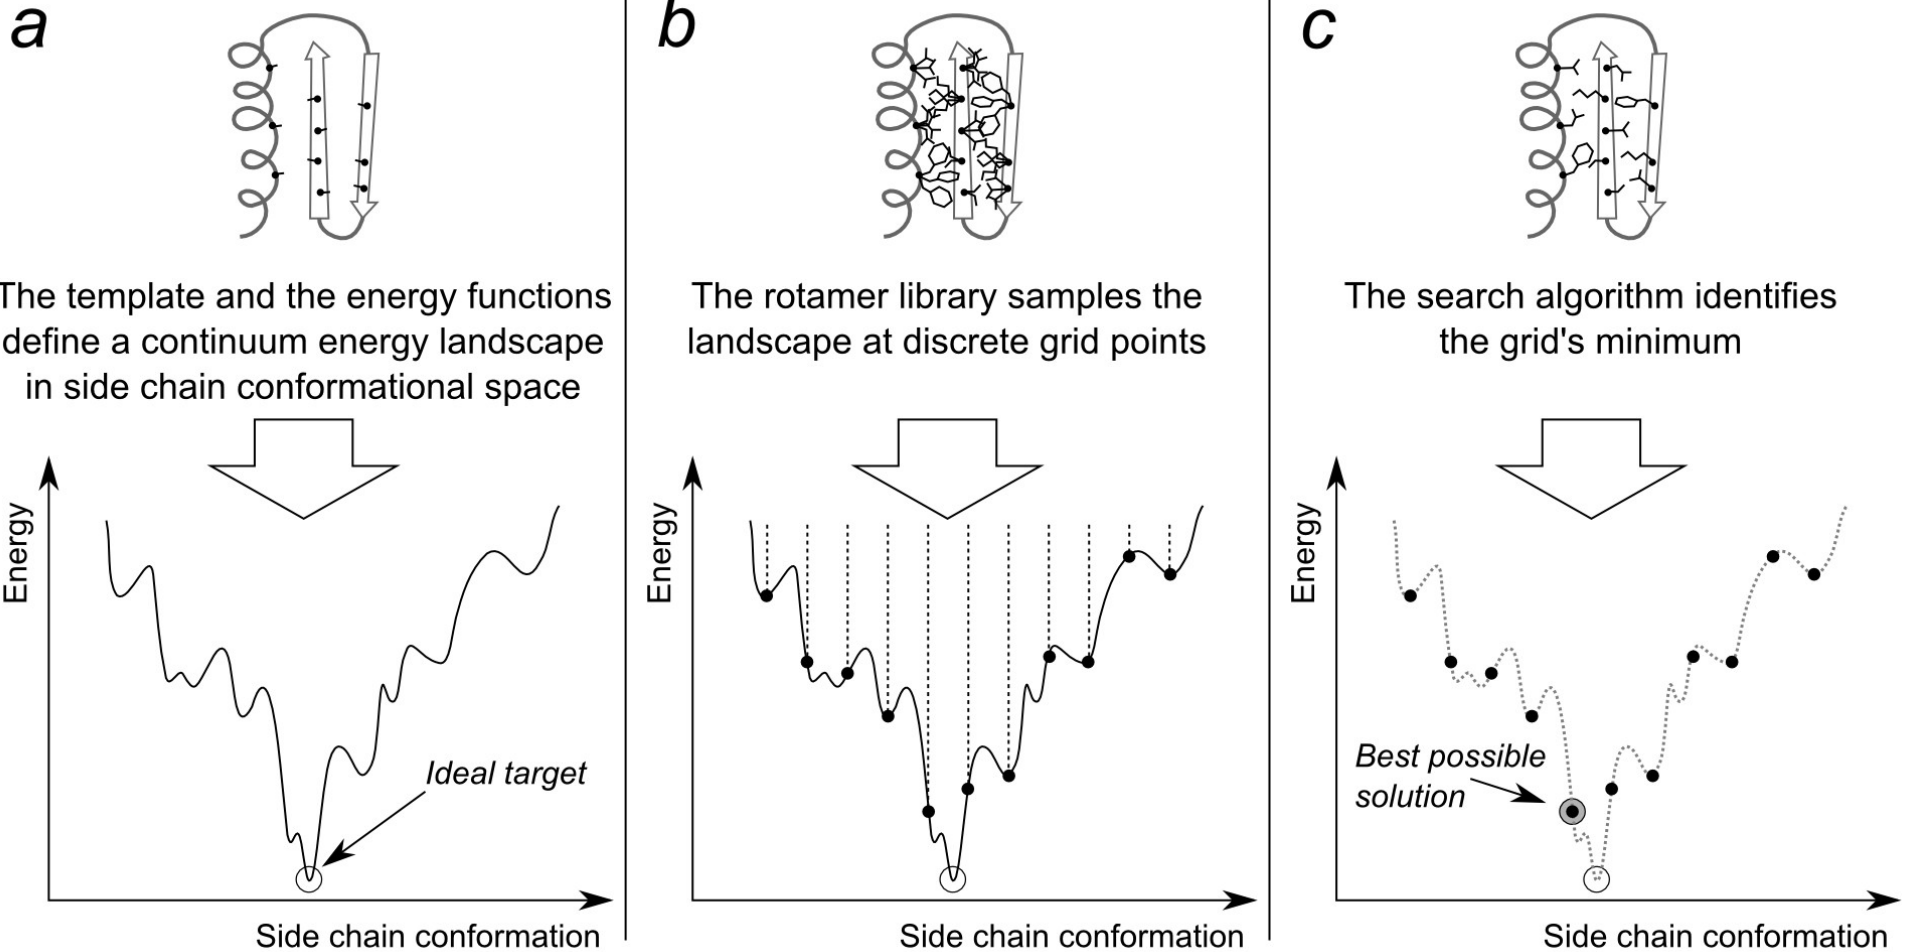 a
The template and the energy functions
define a continuum energy landscape
in side chain conformational space
Energy
Ideal target
Side chain conformation
b
The rotamer library samples the
landscape at discrete grid points
Energy
Side chain conformation
c
The search algorithm identifies
the grid's minimum
Energy
Best possible
solution
Side chain conformation